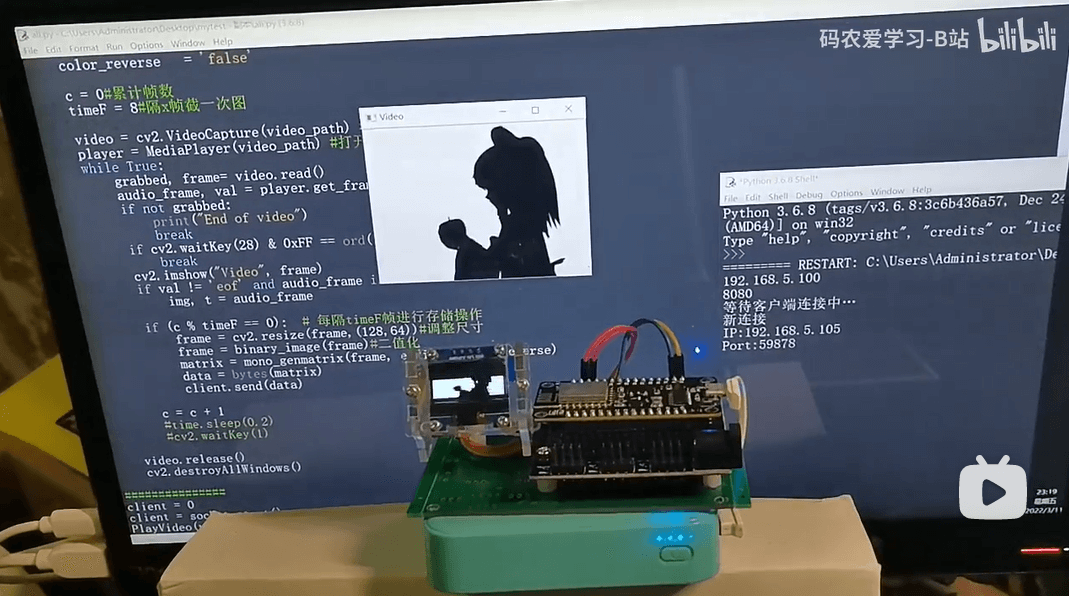 码农爱学习-B站 bilibili
ali.py - C:\Users\Administrator\Desktop\mytest - 副本\ali.py (3.6.8)
File Edit Format Run Options Window Help
color_reverse = 'false'
c = 0#累计帧数
timeF = 8#隔x帧截一次图
video = cv2.VideoCapture(video_path)
player = MediaPlayer(video_path) #打开
while True:
grabbed, frame= video.read()
audio_frame, val = player.get_fra
if not grabbed:
print("End of video")
break
if cv2.waitKey(28) & 0xFF == ord(
break
cv2.imshow("Video", frame)
if val != 'eof' and audio_frame i
img, t = audio_frame
if (c % timeF == 0): # 每隔timeF帧进行存储操作
frame = cv2.resize(frame,(128,64))#调整尺寸
frame = binary_image(frame)#二值化
matrix = mono_genmatrix(frame,
data = bytes(matrix)
client.send(data)
c = c + 1
#time.sleep(0.2)
#cv2.waitKey(1)
video.release()
cv2.destroyAllWindows()
##############
client = 0
client =
PlayVideo(
Video
*Python 3.6.8 Shell*
File Edit Shell Debug Options Window Help
Python 3.6.8 (tags/v3.6.8:3c6b436a57, Dec 24
(AMD64)] on win32
Type "help", "copyright", "credits" or "lice
>>>
========= RESTART: C:\Users\Administrator\De
192.168.5.100
8080
等待客户端连接中…
新连接
IP:192.168.5.105
Port:59878
23:19
星期五
2022/3/11